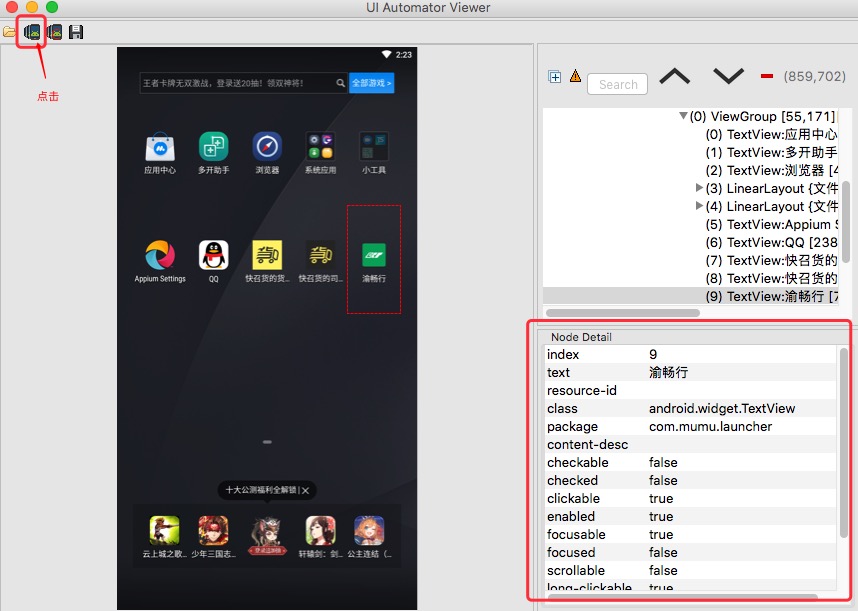 UI Automator Viewer
点击
2:23
王者卡牌无双激战，登录送20抽！领双神将！
全部游戏 >
应用中心
多开助手
浏览器
系统应用
小工具
Appium Settings
QQ
快召货的货...
快召货的司...
渝畅行
十大公测福利全解锁
云上城之歌...
少年三国志...
轩辕剑：剑...
公主连结（...
Search
(859,702)
(0) ViewGroup [55,171]
(0) TextView:应用中心
(1) TextView:多开助手
(2) TextView:浏览器 [4
(3) LinearLayout {文件
(4) LinearLayout {文件
(5) TextView:Appium S
(6) TextView:QQ [238
(7) TextView:快召货的
(8) TextView:快召货的
(9) TextView:渝畅行 [7
Node Detail
index 9
text 渝畅行
resource-id
class android.widget.TextView
package com.mumu.launcher
content-desc
checkable false
checked false
clickable true
enabled true
focusable true
focused false
scrollable false
long-clickable true